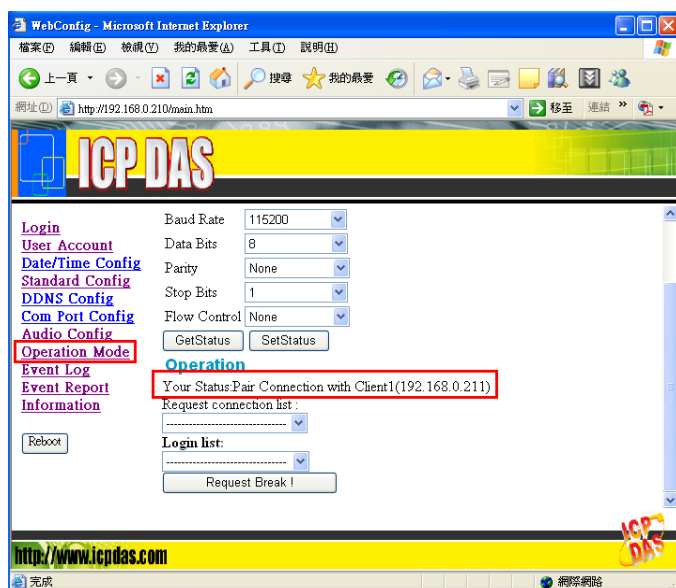 WebConfig - Microsoft Internet Explorer
檔案(F) 編輯(E) 檢視(V) 我的最愛(A) 工具(T) 說明(H)
上一頁 搜尋 我的最愛
網址(D) http://192.168.0.210/main.htm 移至 連結 »
ICP DAS
Login
User Account
Date/Time Config
Standard Config
DDNS Config
Com Port Config
Audio Config
Operation Mode
Event Log
Event Report
Information
Reboot
Baud Rate 115200
Data Bits 8
Parity None
Stop Bits 1
Flow Control None
GetStatus SetStatus
Operation
Your Status:Pair Connection with Client1(192.168.0.211)
Request connection list :
-------------------------------
Login list:
-------------------------------
Request Break !
http://www.icpdas.com
ICP DAS
完成 網際網路